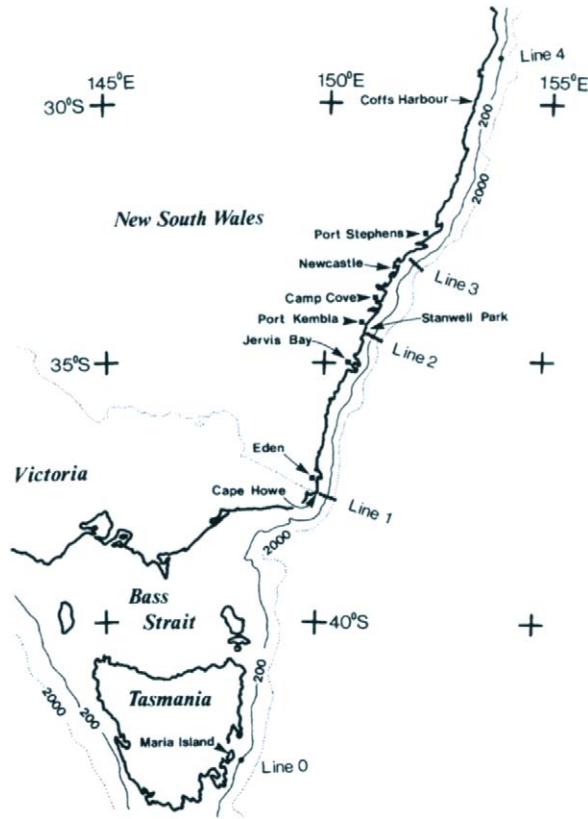 Line 4
145°E
150°E
155°E
30°S
Coffs Harbour
200
2000
New South Wales
Port Stephens
Newcastle
Line 3
Camp Cove
Port Kembla
Stanwell Park
Jervis Bay
Line 2
35°S
Eden
Victoria
Cape Howe
Line 1
2000
Bass
Strait
40°S
200
Tasmania
2000
200
Maria Island
Line 0